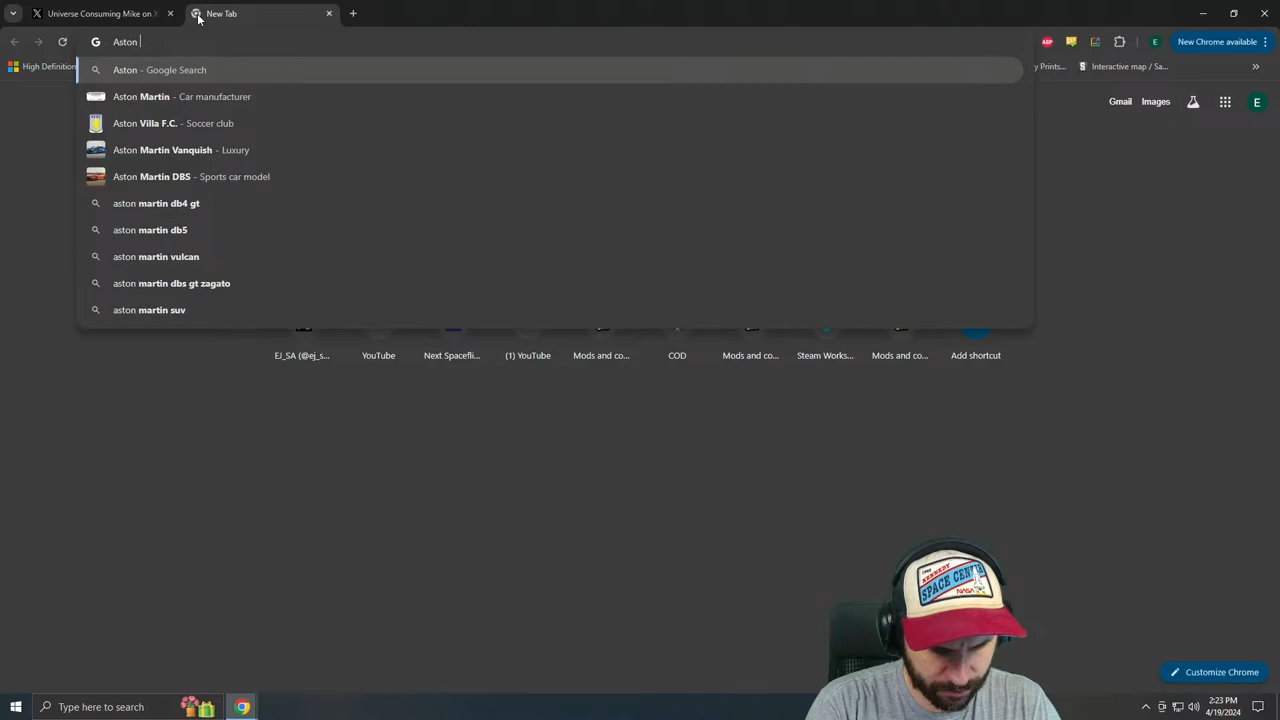 Universe Consuming Mike on X
New Tab
Aston
New Chrome available
High Definition
y Prints...
Interactive map / Sa...
Aston - Google Search
Aston Martin - Car manufacturer
Aston Villa F.C. - Soccer club
Aston Martin Vanquish - Luxury
Aston Martin DBS - Sports car model
aston martin db4 gt
aston martin db5
aston martin vulcan
aston martin dbs gt zagato
aston martin suv
Gmail
Images
E
E
ABP
EJ_SA (@ej_s...
YouTube
Next Spacefli...
(1) YouTube
Mods and co...
COD
Mods and co...
Steam Works...
Mods and co...
Add shortcut
KENNEDY
SPACE CENTER
NASA
Customize Chrome
Type here to search
2:23 PM
4/19/2024